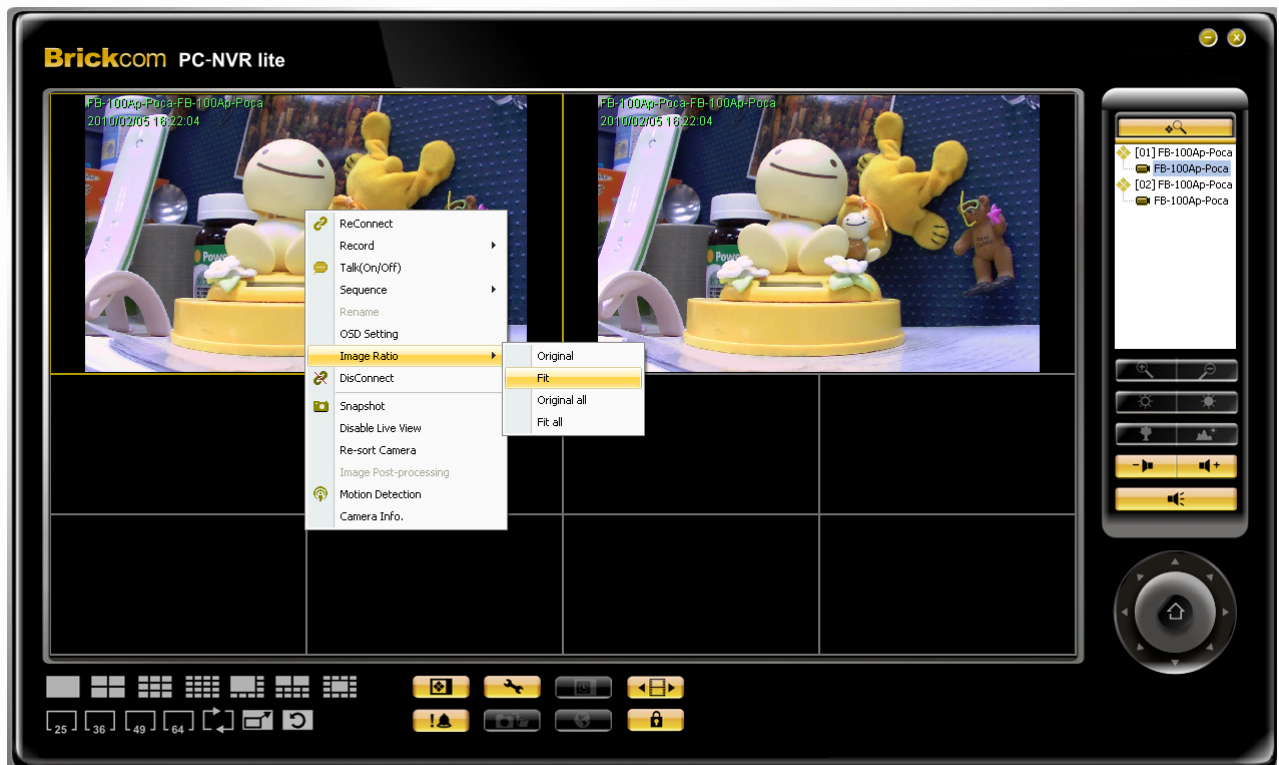 Brickcom PC-NVR lite
FB-100Ap-Poca-FB-100Ap-Poca
2010/02/05 16:22:04
FB-100Ap-Poca-FB-100Ap-Poca
2010/02/05 16:22:04
[01] FB-100Ap-Poca
FB-100Ap-Poca
[02] FB-100Ap-Poca
FB-100Ap-Poca
ReConnect
Record
Talk(On/Off)
Sequence
Rename
OSD Setting
Image Ratio
DisConnect
Snapshot
Disable Live View
Re-sort Camera
Image Post-processing
Motion Detection
Camera Info.
Original
Fit
Original all
Fit all
25 36 49 64